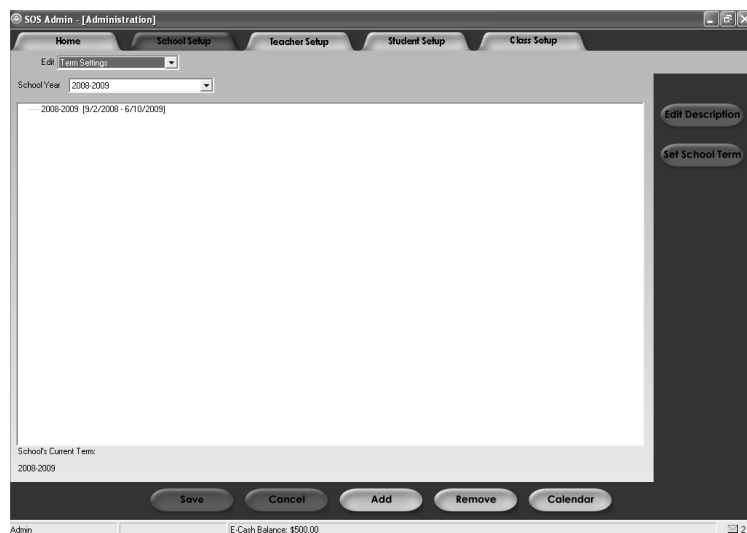 SOS Admin - [Administration]
Home School Setup Teacher Setup Student Setup Class Setup
Edit Term Settings
School Year 2008-2009
2008-2009 (9/2/2008 - 6/10/2009)
Edit Description
Set School Term
School's Current Term:
2008-2009
Save Cancel Add Remove Calendar
Admin E-Cash Balance: $500.00 2